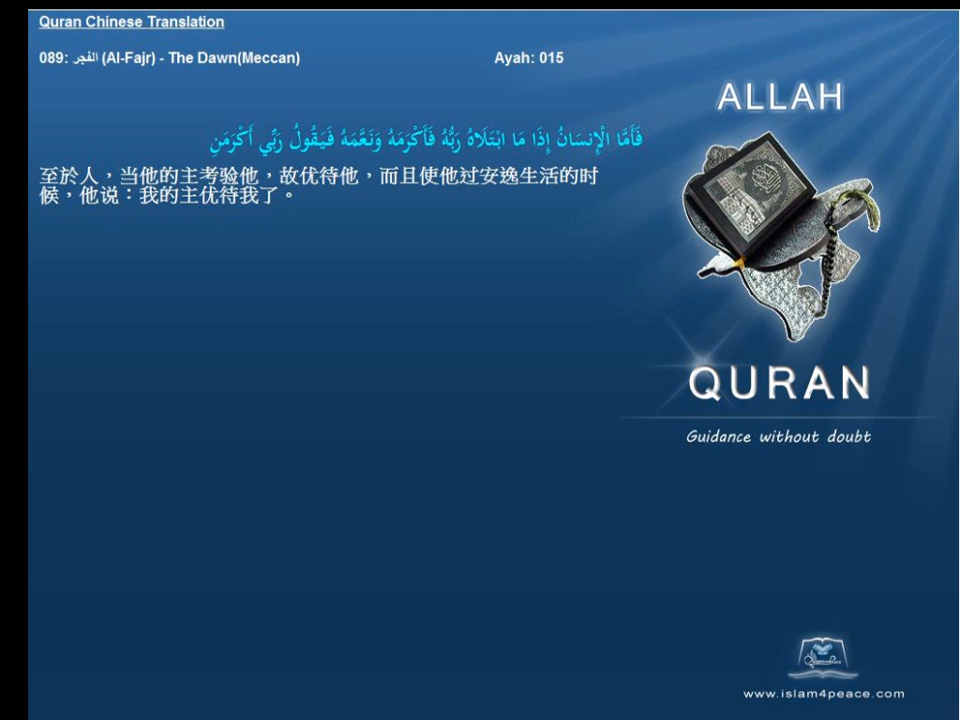 Quran Chinese Translation
089: الفجر (Al-Fajr) - The Dawn(Meccan) Ayah: 015
ALLAH
فَأَمَّا الْإِنسَانُ إِذَا مَا ابْتَلَاهُ رَبُّهُ فَأَكْرَمَهُ وَنَعَّمَهُ فَيَقُولُ رَبِّي أَكْرَمَنِ
至於人，当他的主考验他，故优待他，而且使他过安逸生活的时
候，他说：我的主优待我了。
QURAN
Guidance without doubt
www.islam4peace.com